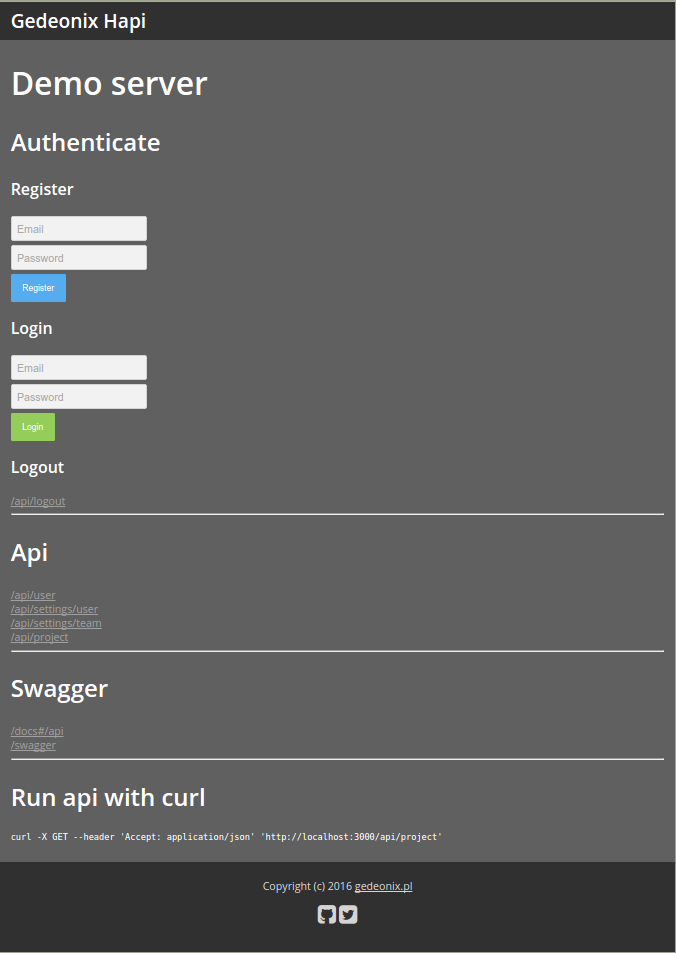 Gedeonix Hapi
Demo server
Authenticate
Register
Email
Password
Register
Login
Email
Password
Login
Logout
/api/logout
Api
/api/user
/api/settings/user
/api/settings/team
/api/project
Swagger
/docs#/api
/swagger
Run api with curl
curl -X GET --header 'Accept: application/json' 'http://localhost:3000/api/project'
Copyright (c) 2016 gedeonix.pl